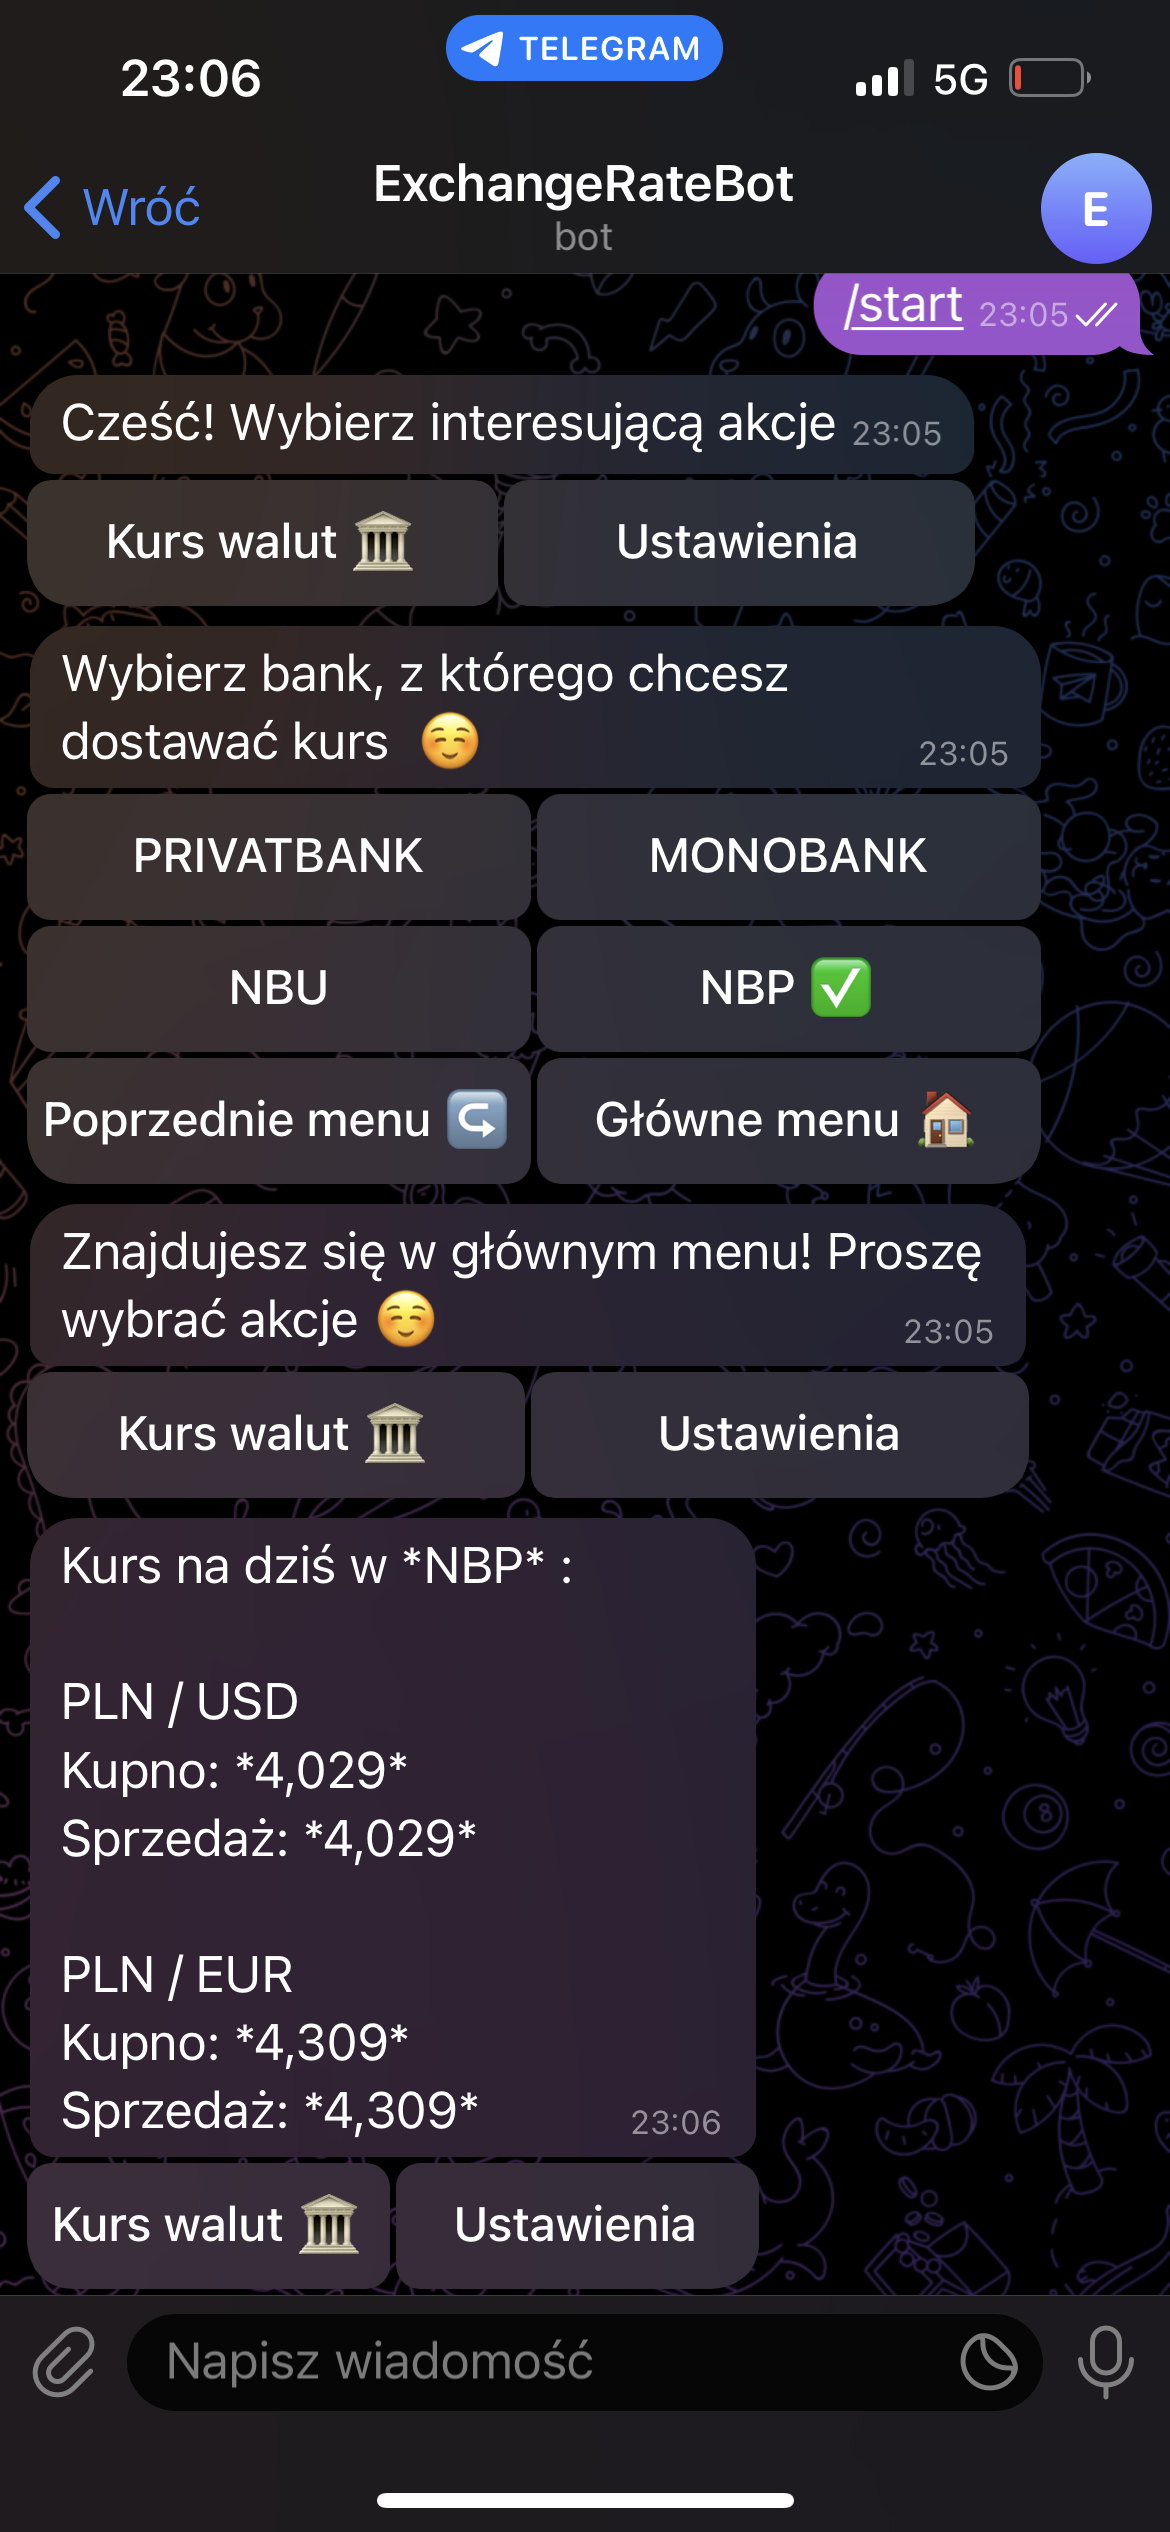 23:06
TELEGRAM
5G
Wróć
ExchangeRateBot
bot
E
/start 23:05
Cześć! Wybierz interesującą akcje 23:05
Kurs walut 🏛 Ustawienia
Wybierz bank, z którego chcesz
dostawać kurs ☺️ 23:05
PRIVATBANK MONOBANK
NBU NBP ✅
Poprzednie menu ↪️ Główne menu 🏠
Znajdujesz się w głównym menu! Proszę
wybrać akcje ☺️ 23:05
Kurs walut 🏛 Ustawienia
Kurs na dziś w *NBP* :
PLN / USD
Kupno: *4,029*
Sprzedaż: *4,029*
PLN / EUR
Kupno: *4,309*
Sprzedaż: *4,309* 23:06
Kurs walut 🏛 Ustawienia
Napisz wiadomość